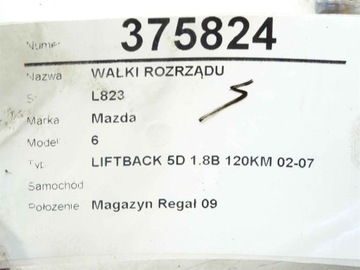 Numer 375824
Nazwa WAŁKI ROZRZĄDU
S L823
Marka Mazda
Model 6
Typ LIFTBACK 5D 1.8B 120KM 02-07
Samochód
Położenie Magazyn Regał 09